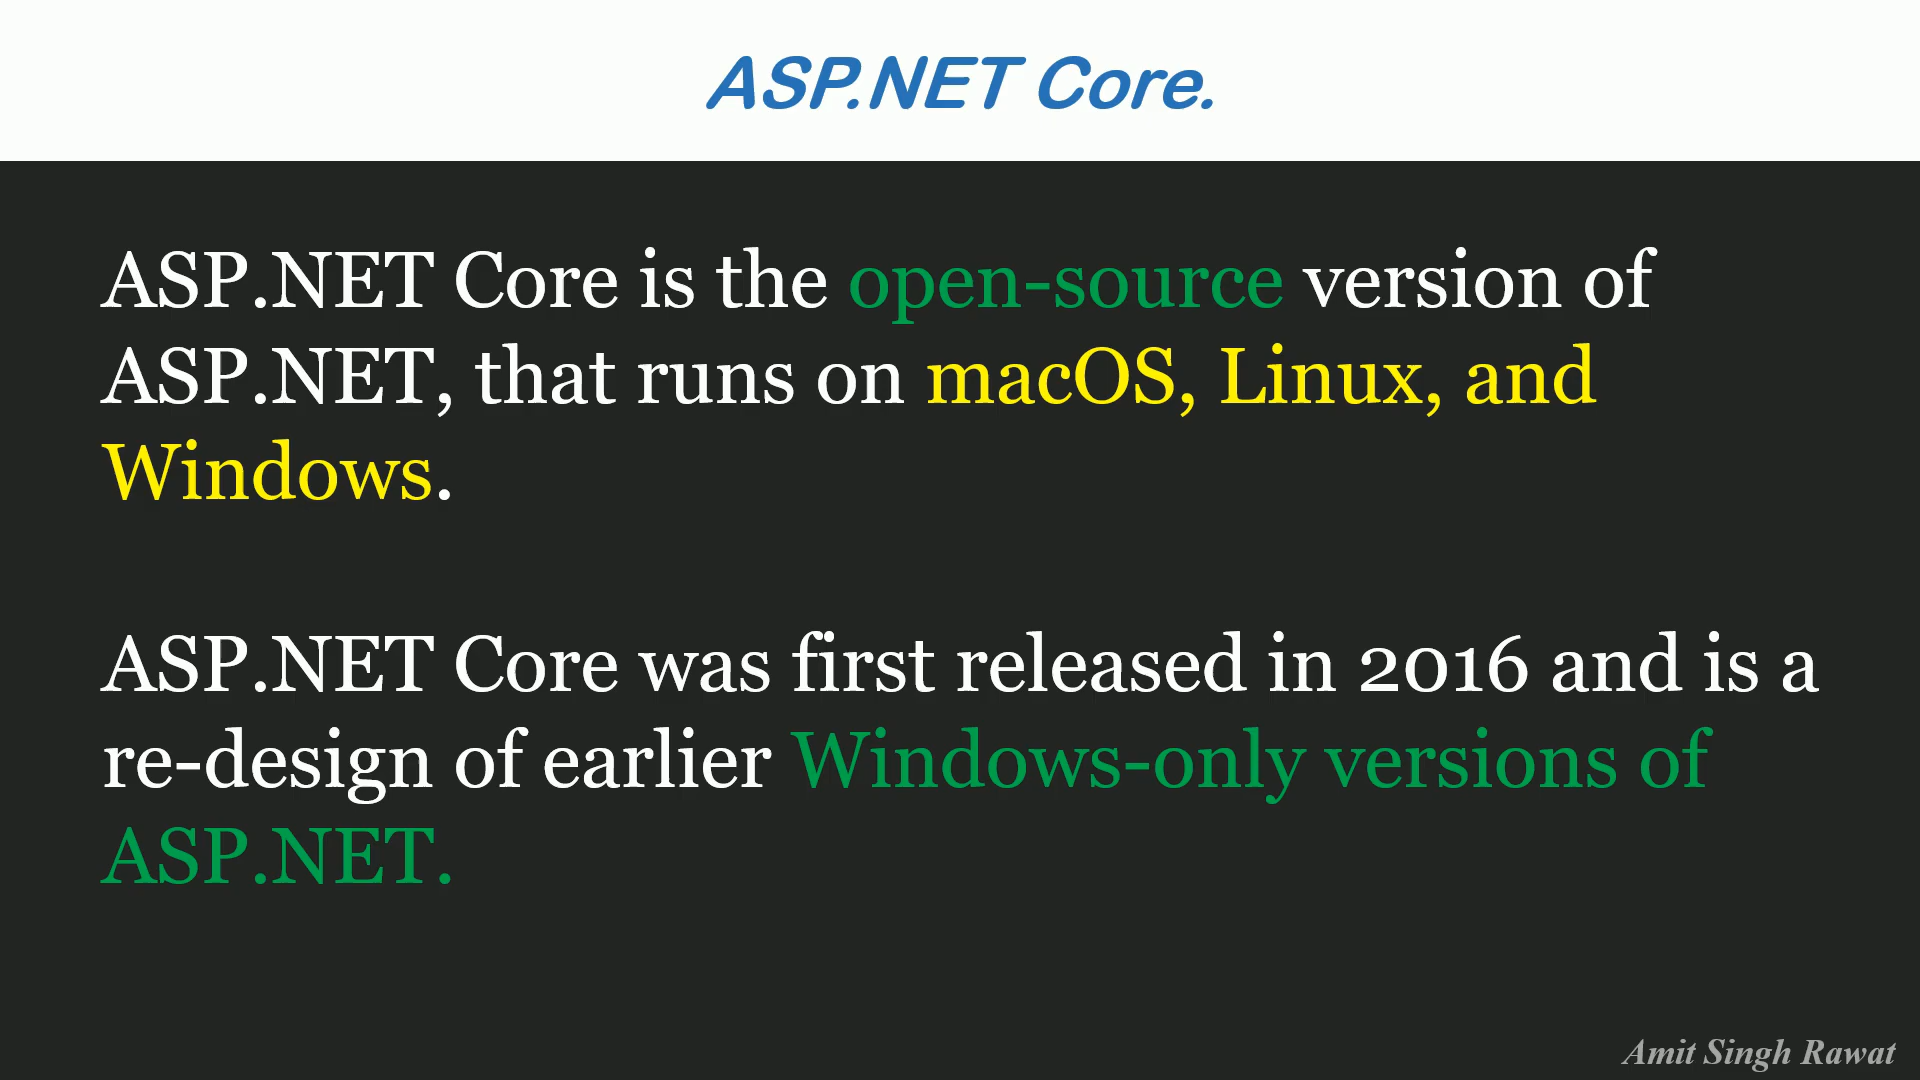 ASP.NET Core.
ASP.NET Core is the open-source version of
ASP.NET, that runs on macOS, Linux, and
Windows.
ASP.NET Core was first released in 2016 and is a
re-design of earlier Windows-only versions of
ASP.NET.
Amit Singh Rawat